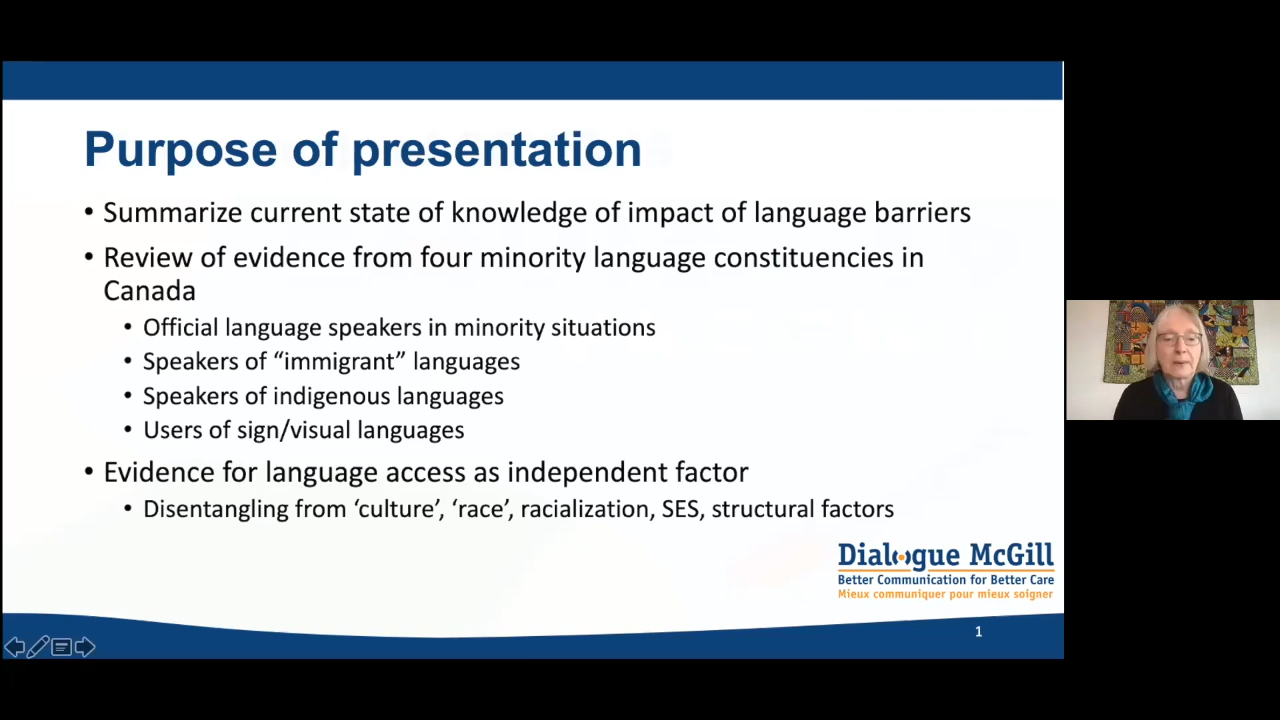 Purpose of presentation
• Summarize current state of knowledge of impact of language barriers
• Review of evidence from four minority language constituencies in
Canada
• Official language speakers in minority situations
• Speakers of “immigrant” languages
• Speakers of indigenous languages
• Users of sign/visual languages
• Evidence for language access as independent factor
• Disentangling from ‘culture’, ‘race’, racialization, SES, structural factors
Dialogue McGill
Better Communication for Better Care
Mieux communiquer pour mieux soigner
1